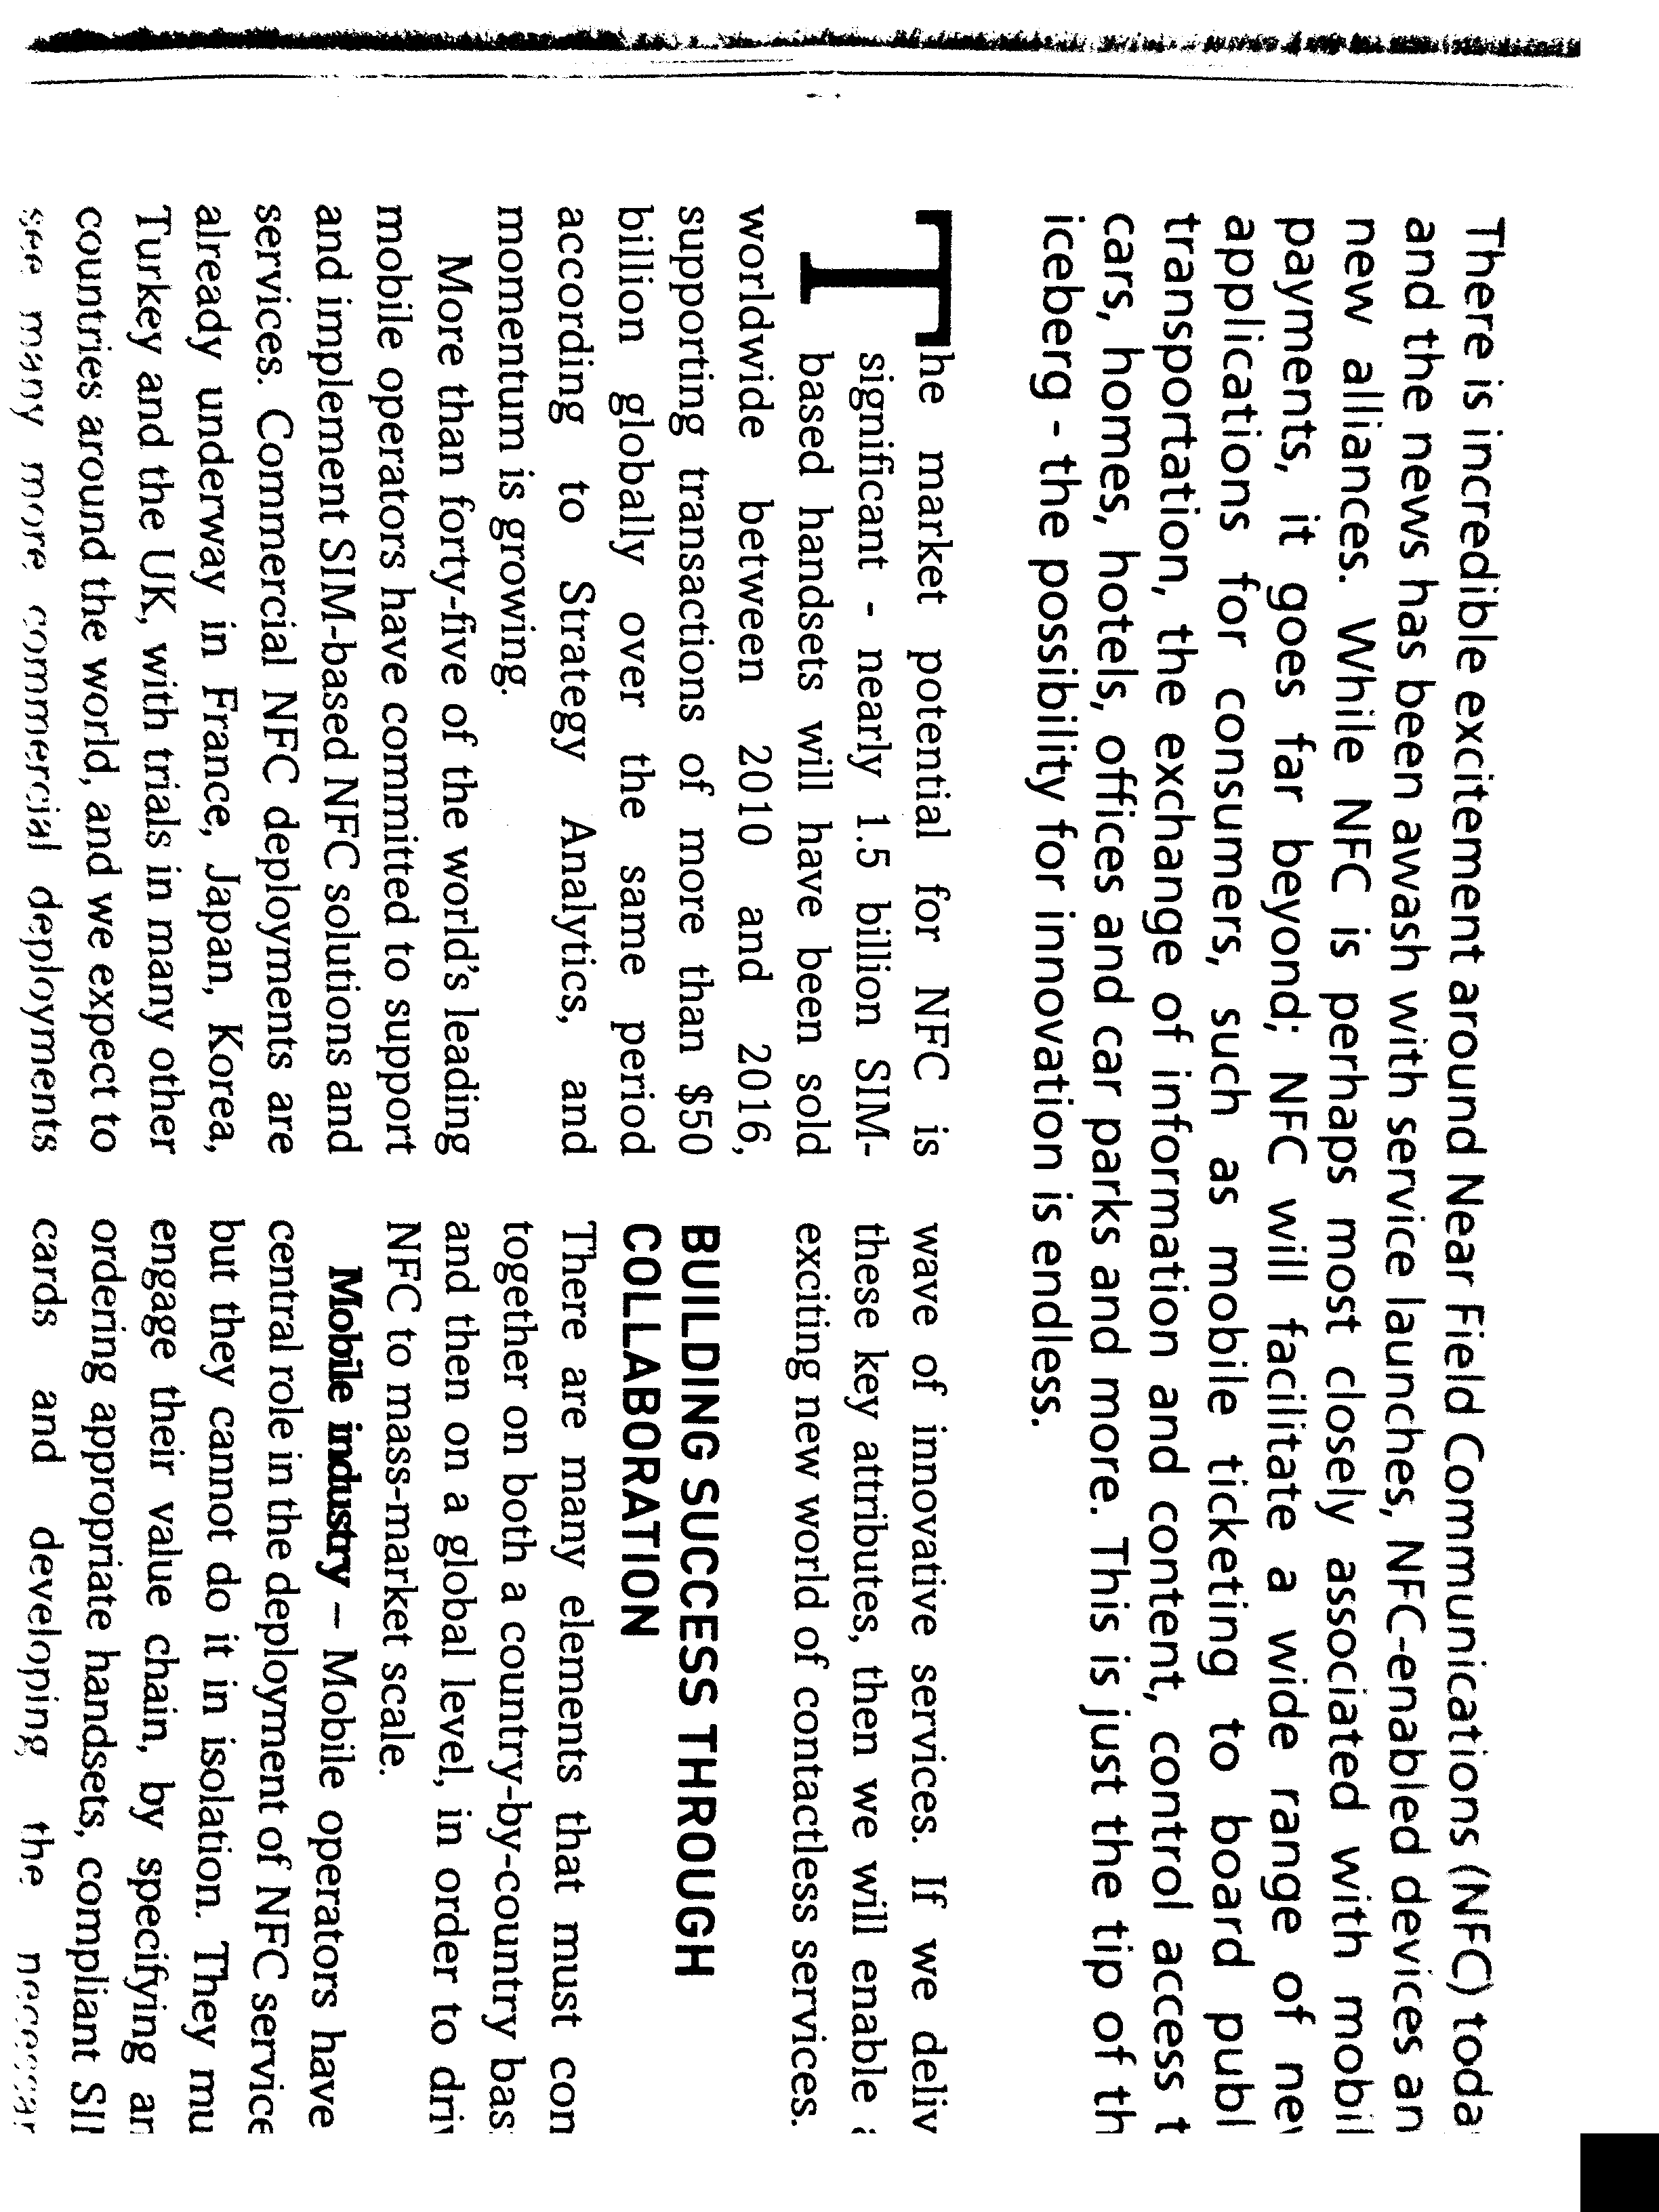 There is incredible excitement around Near Field Communications (NFC) toda
and the news has been awash with service launches, NFC-enabled devices an
new alliances. While NFC is perhaps most closely associated with mobil
payments, it goes far beyond; NFC will facilitate a wide range of nev
applications for consumers, such as mobile ticketing to board publ
transportation, the exchange of information and content, control access t
cars, homes, hotels, offices and car parks and more. This is just the tip of th
iceberg - the possibility for innovation is endless.
The market potential for NFC is
significant - nearly 1.5 billion SIM-
based handsets will have been sold
worldwide between 2010 and 2016,
supporting transactions of more than $50
billion globally over the same period
according to Strategy Analytics, and
momentum is growing.
More than forty-five of the world's leading
mobile operators have committed to support
and implement SIM-based NFC solutions and
services. Commercial NFC deployments are
already underway in France, Japan, Korea,
Turkey and the UK, with trials in many other
countries around the world, and we expect to
see many more commercial deployments
wave of innovative services. If we deliv
these key attributes, then we will enable
exciting new world of contactless services.
BUILDING SUCCESS THROUGH
COLLABORATION
There are many elements that must con
together on both a country-by-country bas
and then on a global level, in order to driv
NFC to mass-market scale.
Mobile industry – Mobile operators have
central role in the deployment of NFC service
but they cannot do it in isolation. They mu
engage their value chain, by specifying an
ordering appropriate handsets, compliant SI
cards and developing the necessar